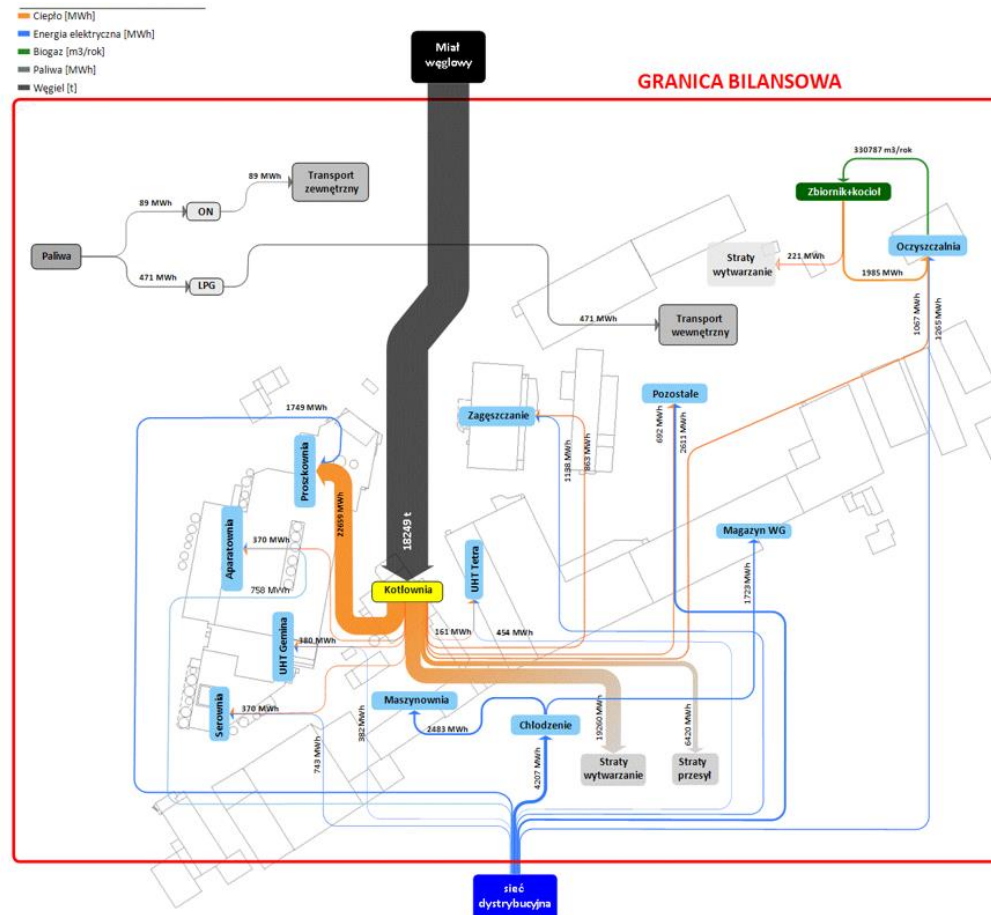 Ciepło [MWh]
Energia elektryczna [MWh]
Biogaz [m3/rok]
Paliwa [MWh]
Węgiel [t]
Miał
węglowy
GRANICA BILANSOWA
330787 m3/rok
Zbiornik+kocioł
Oczyszczalnia
Straty
wytwarzanie
221 MWh
1985 MWh
1067 MWh
1265 MWh
89 MWh
Transport
zewnętrzny
89 MWh
ON
Paliwa
471 MWh
LPG
471 MWh
Transport
wewnętrzny
1749 MWh
Proszkownia
22659 MWh
18249 t
Zagęszczanie
1138 MWh
863 MWh
Pozostałe
692 MWh
2611 MWh
Magazyn WG
1723 MWh
Aparatownia
370 MWh
758 MWh
UHT Gemina
380 MWh
Serownia
370 MWh
743 MWh
382 MWh
Kotłownia
UHT Tetra
161 MWh
454 MWh
Maszynownia
2483 MWh
Chłodzenie
4207 MWh
19260 MWh
Straty
wytwarzanie
6420 MWh
Straty
przesył
sieć
dystrybucyjna